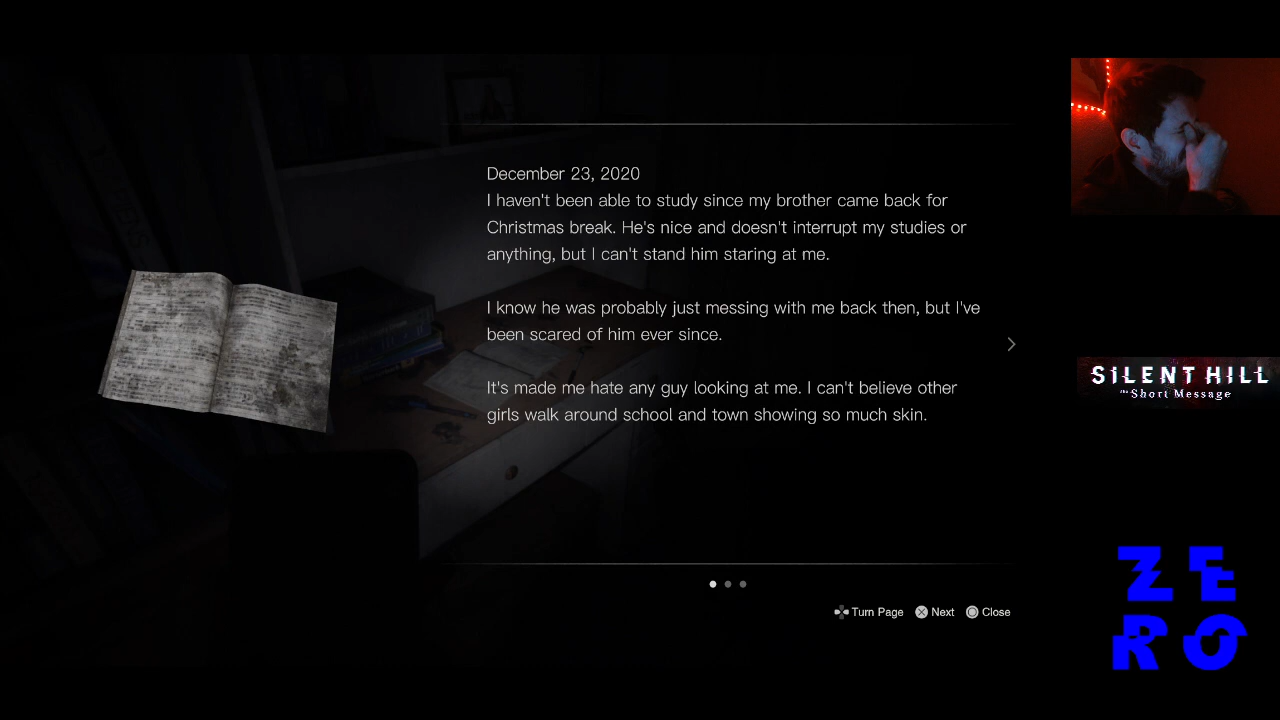 December 23, 2020
I haven't been able to study since my brother came back for
Christmas break. He's nice and doesn't interrupt my studies or
anything, but I can't stand him staring at me.
I know he was probably just messing with me back then, but I've
been scared of him ever since.
It's made me hate any guy looking at me. I can't believe other
girls walk around school and town showing so much skin.
Turn Page Next Close
SILENT HILL
The Short Message
ZE
RO